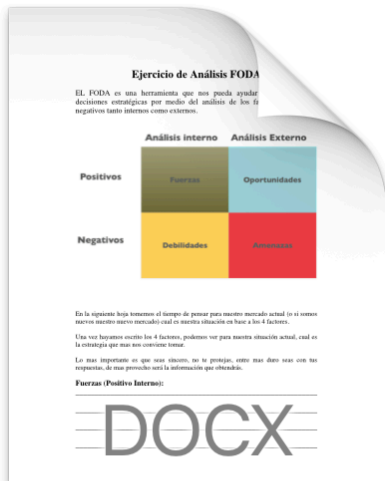 Ejercicio de Análisis FODA
EL FODA es una herramienta que nos pueda ayudar
decisiones estratégicas por medio del análisis de los
negativos tanto internos como externos.
Análisis interno Análisis Externo
Positivos Fuerzas Oportunidades
Negativos Debilidades Amenazas
En la siguiente hoja tomemos el tiempo de pensar para nuestro mercado actual (o si somos
nuevos nuestro nuevo mercado) cual es nuestra situación en base a los 4 factores.
Una vez hayamos escrito los 4 factores, podemos ver para nuestra situación actual, cual es
la estrategia que mas nos conviene tomar.
Lo mas importante es que seas sincero, no te protejas, entre mas duro seas con tus
respuestas, de mas provecho será la información que obtendrás.
Fuerzas (Positivo Interno):
DOCX